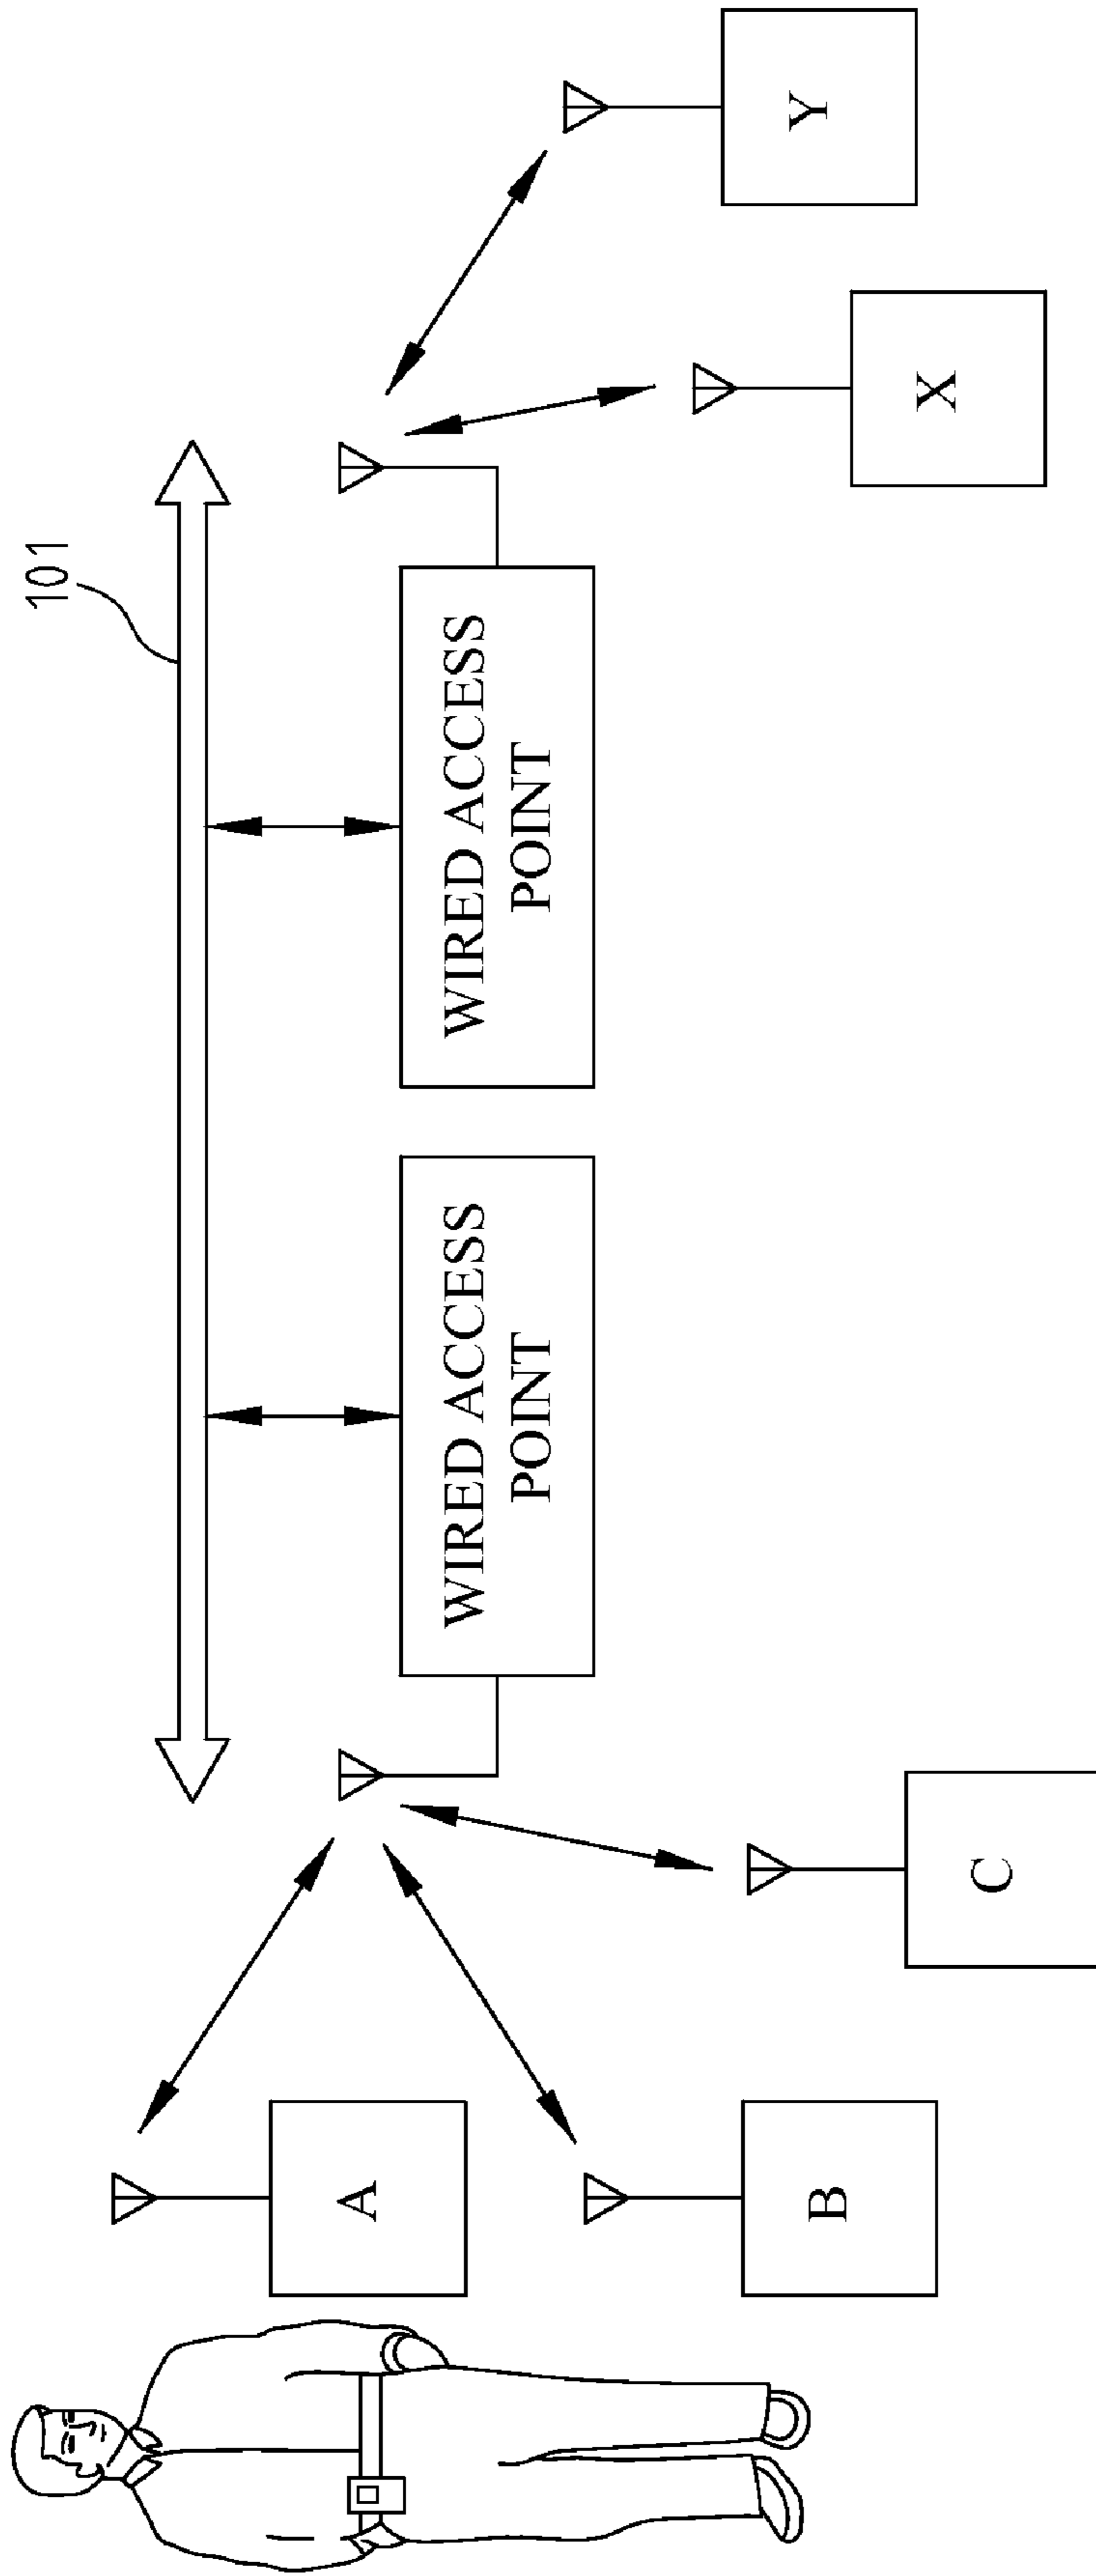 101
WIRED ACCESS
POINT
WIRED ACCESS
POINT
A
B
C
X
Y